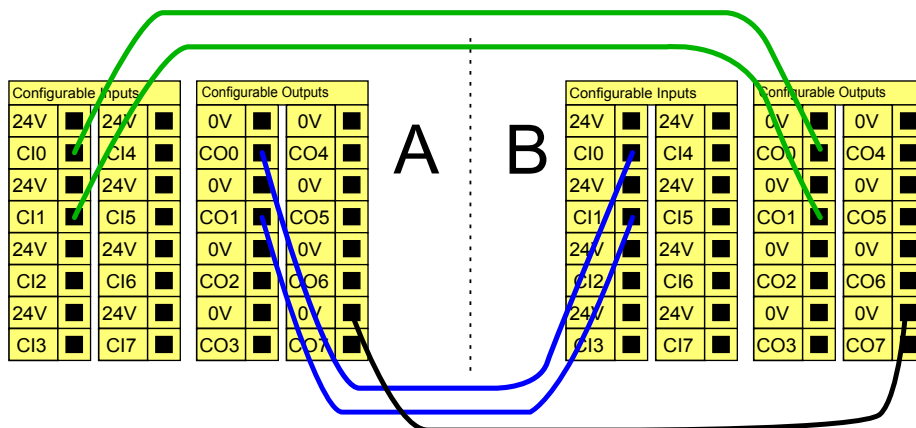 Configurable Inputs
24V 24V
CI0 CI4
24V 24V
CI1 CI5
24V 24V
CI2 CI6
24V 24V
CI3 CI7
Configurable Outputs
0V 0V
CO0 CO4
0V 0V
CO1 CO5
0V 0V
CO2 CO6
0V 0V
CO3 CO7
A
B
Configurable Inputs
24V 24V
CI0 CI4
24V 24V
CI1 CI5
24V 24V
CI2 CI6
24V 24V
CI3 CI7
Configurable Outputs
0V 0V
CO0 CO4
0V 0V
CO1 CO5
0V 0V
CO2 CO6
0V 0V
CO3 CO7